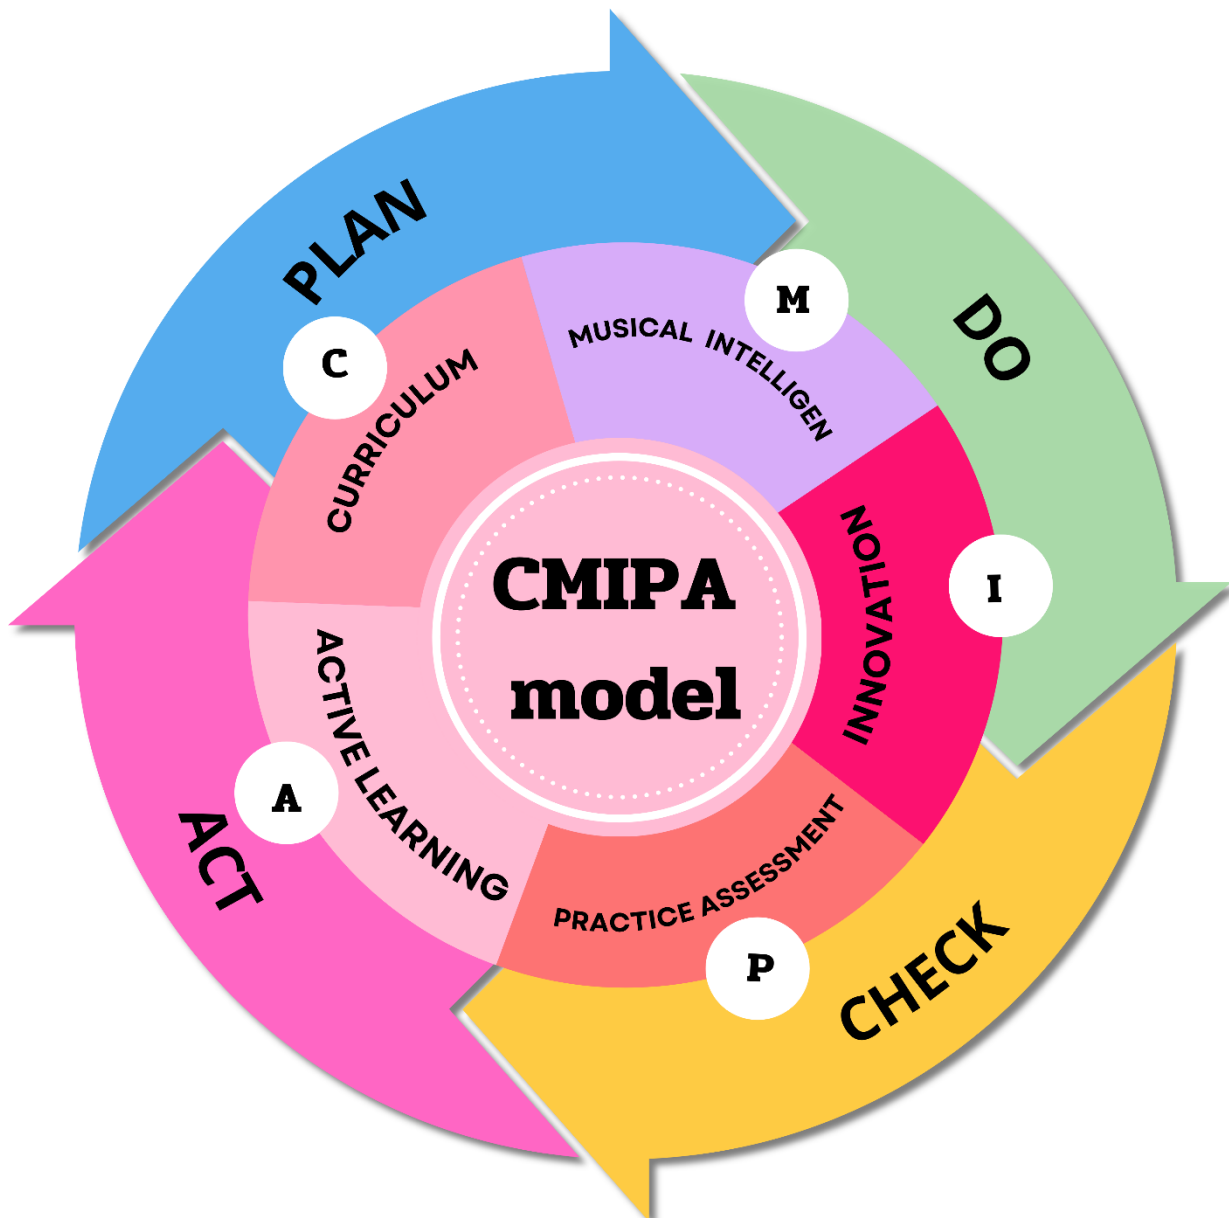 PLAN
DO
CHECK
ACT
C
CURRICULUM
M
MUSICAL INTELLIGEN
I
INNOVATION
P
PRACTICE ASSESSMENT
A
ACTIVE LEARNING
CMIPA
model